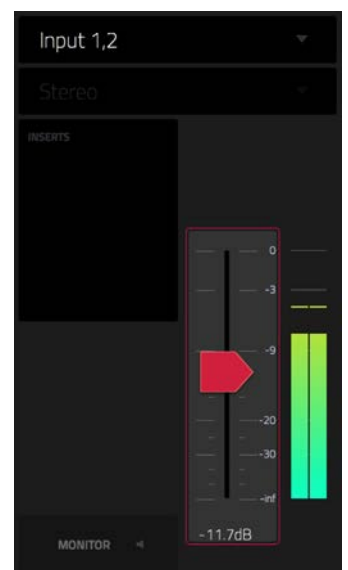 Input 1,2
Stereo
INSERTS
0
-3
-9
-20
-30
-inf
-11.7dB
MONITOR